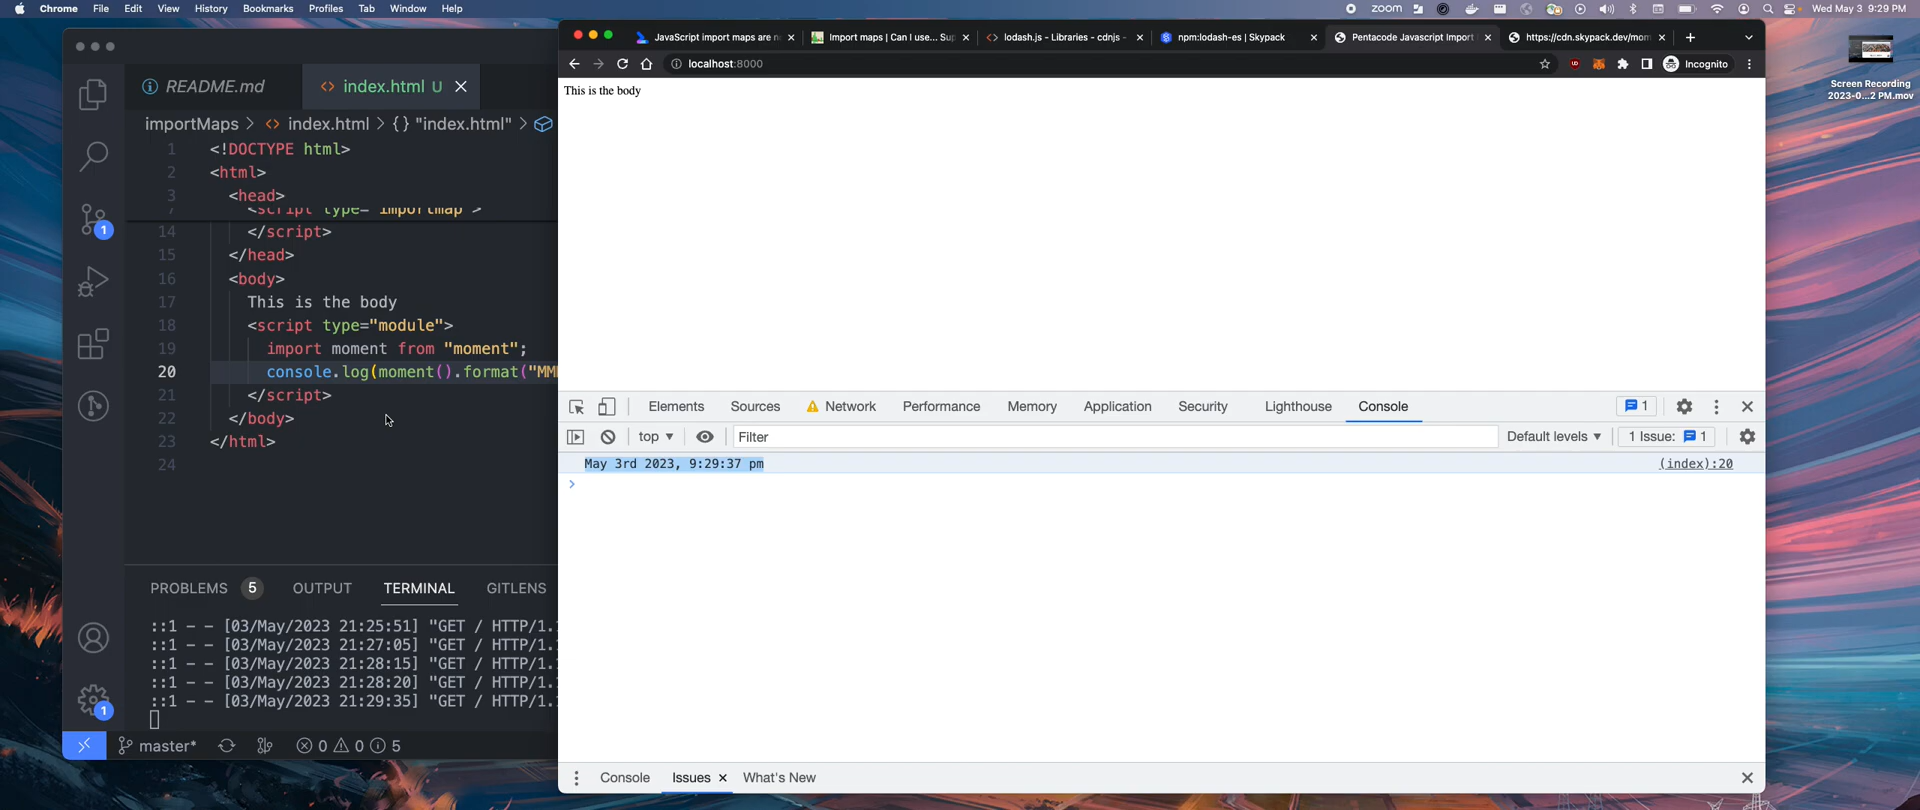 Chrome File Edit View History Bookmarks Profiles Tab Window Help
zoom Wed May 3 9:29 PM
Screen Recording
2023-0...2 PM.mov
README.md
index.html U
importMaps > <> index.html > {} "index.html" >
1 <!DOCTYPE html>
2 <html>
3 <head>
7 <script type="importmap">
14 </script>
15 </head>
16 <body>
17 This is the body
18 <script type="module">
19 import moment from "moment";
20 console.log(moment().format("MM
21 </script>
22 </body>
23 </html>
24
PROBLEMS 5 OUTPUT TERMINAL GITLENS
::1 - - [03/May/2023 21:25:51] "GET / HTTP/1.
::1 - - [03/May/2023 21:27:05] "GET / HTTP/1.
::1 - - [03/May/2023 21:28:15] "GET / HTTP/1.
::1 - - [03/May/2023 21:28:20] "GET / HTTP/1.
::1 - - [03/May/2023 21:29:35] "GET / HTTP/1.
1
1
master* 0 0 5
JavaScript import maps are n
Import maps | Can I use... Sup
lodash.js - Libraries - cdnjs -
npm:lodash-es | Skypack
Pentacode Javascript Import
https://cdn.skypack.dev/mom
localhost:8000
Incognito
This is the body
Elements Sources Network Performance Memory Application Security Lighthouse Console 1
top Filter Default levels 1 Issue: 1
May 3rd 2023, 9:29:37 pm (index):20
Console Issues What's New